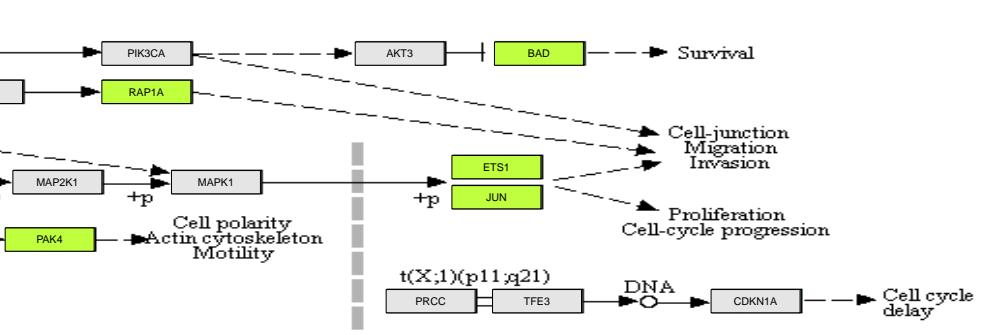 PIK3CA
AKT3
BAD
Survival
RAP1A
Cell-junction
Migration
Invasion
ETS1
MAP2K1
MAPK1
+p
+p
JUN
Proliferation
Cell-cycle progression
Cell polarity
Actin cytoskeleton
Motility
PAK4
t(X;1)(p11;q21)
DNA
PRCC
TFE3
CDKN1A
Cell cycle
delay